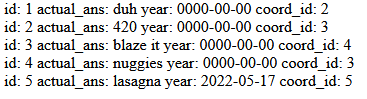 id: 1 actual_ans: duh year: 0000-00-00 coord_id: 2
id: 2 actual_ans: 420 year: 0000-00-00 coord_id: 3
id: 3 actual_ans: blaze it year: 0000-00-00 coord_id: 4
id: 4 actual_ans: nuggies year: 0000-00-00 coord_id: 3
id: 5 actual_ans: lasagna year: 2022-05-17 coord_id: 5